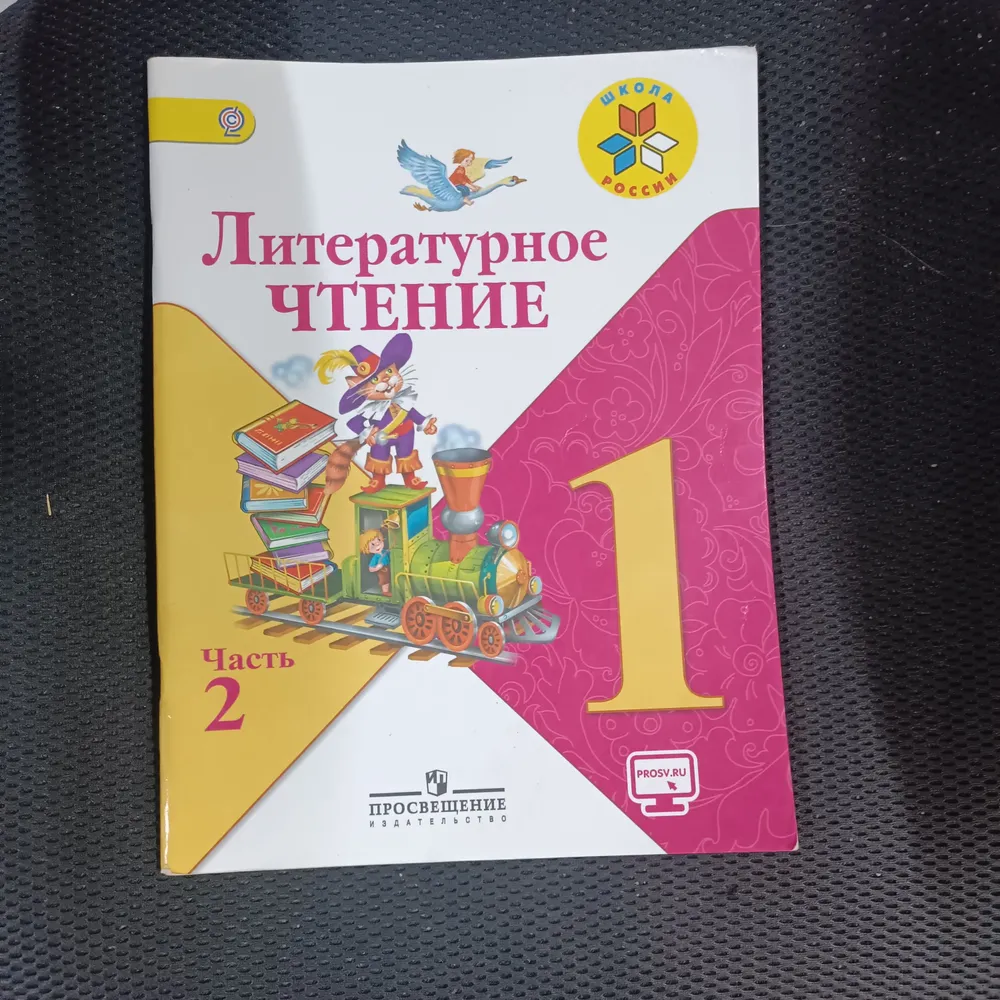 ШКОЛА
РОССИИ
Литературное
ЧТЕНИЕ
1
Часть
2
PROSV.RU
ПРОСВЕЩЕНИЕ
ИЗДАТЕЛЬСТВО